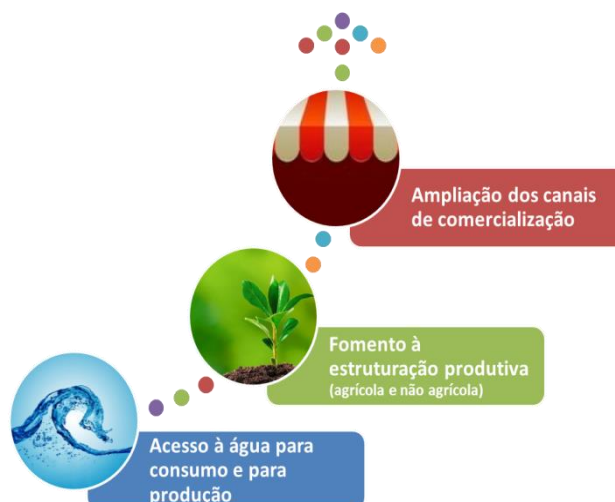 Ampliação dos canais
de comercialização
Fomento à
estruturação produtiva
(agrícola e não agrícola)
Acesso à água para
consumo e para
produção